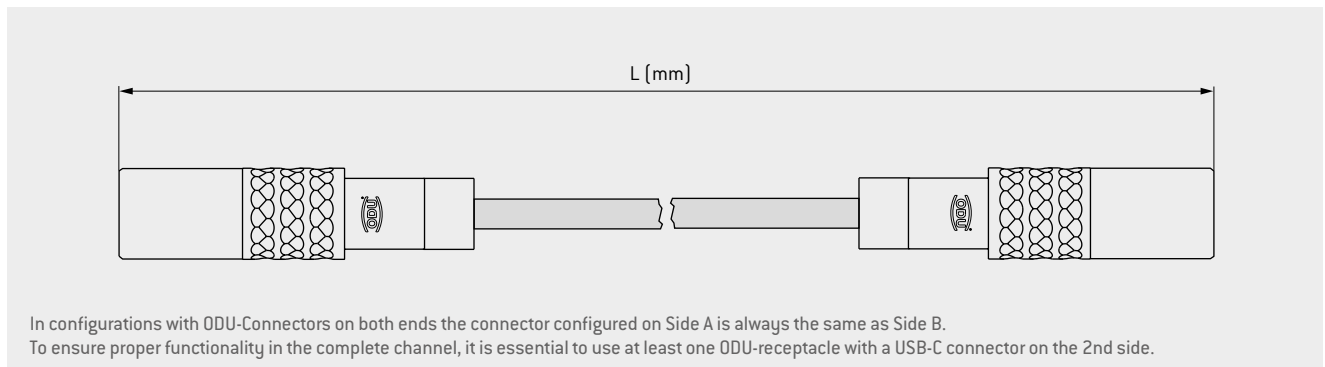 L (mm)
ODU
ODU
In configurations with ODU-Connectors on both ends the connector configured on Side A is always the same as Side B.
To ensure proper functionality in the complete channel, it is essential to use at least one ODU-receptacle with a USB-C connector on the 2nd side.